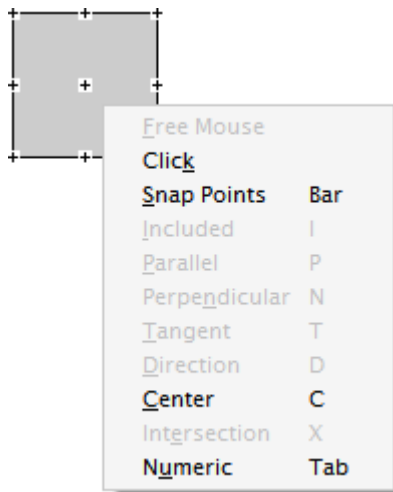 Free Mouse
Click
Snap Points Bar
Included I
Parallel P
Perpendicular N
Tangent T
Direction D
Center C
Intersection X
Numeric Tab